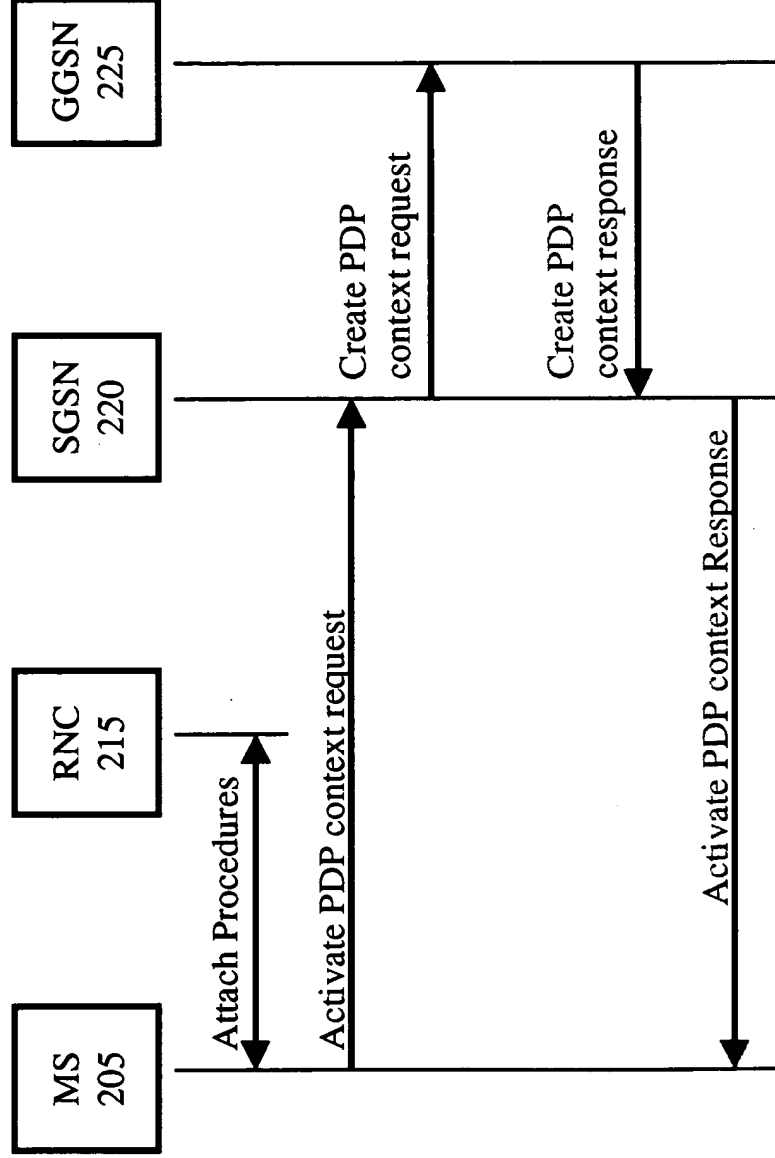 MS
205
RNC
215
SGSN
220
GGSN
225
Attach Procedures
Activate PDP context request
Create PDP
context request
Create PDP
context response
Activate PDP context Response